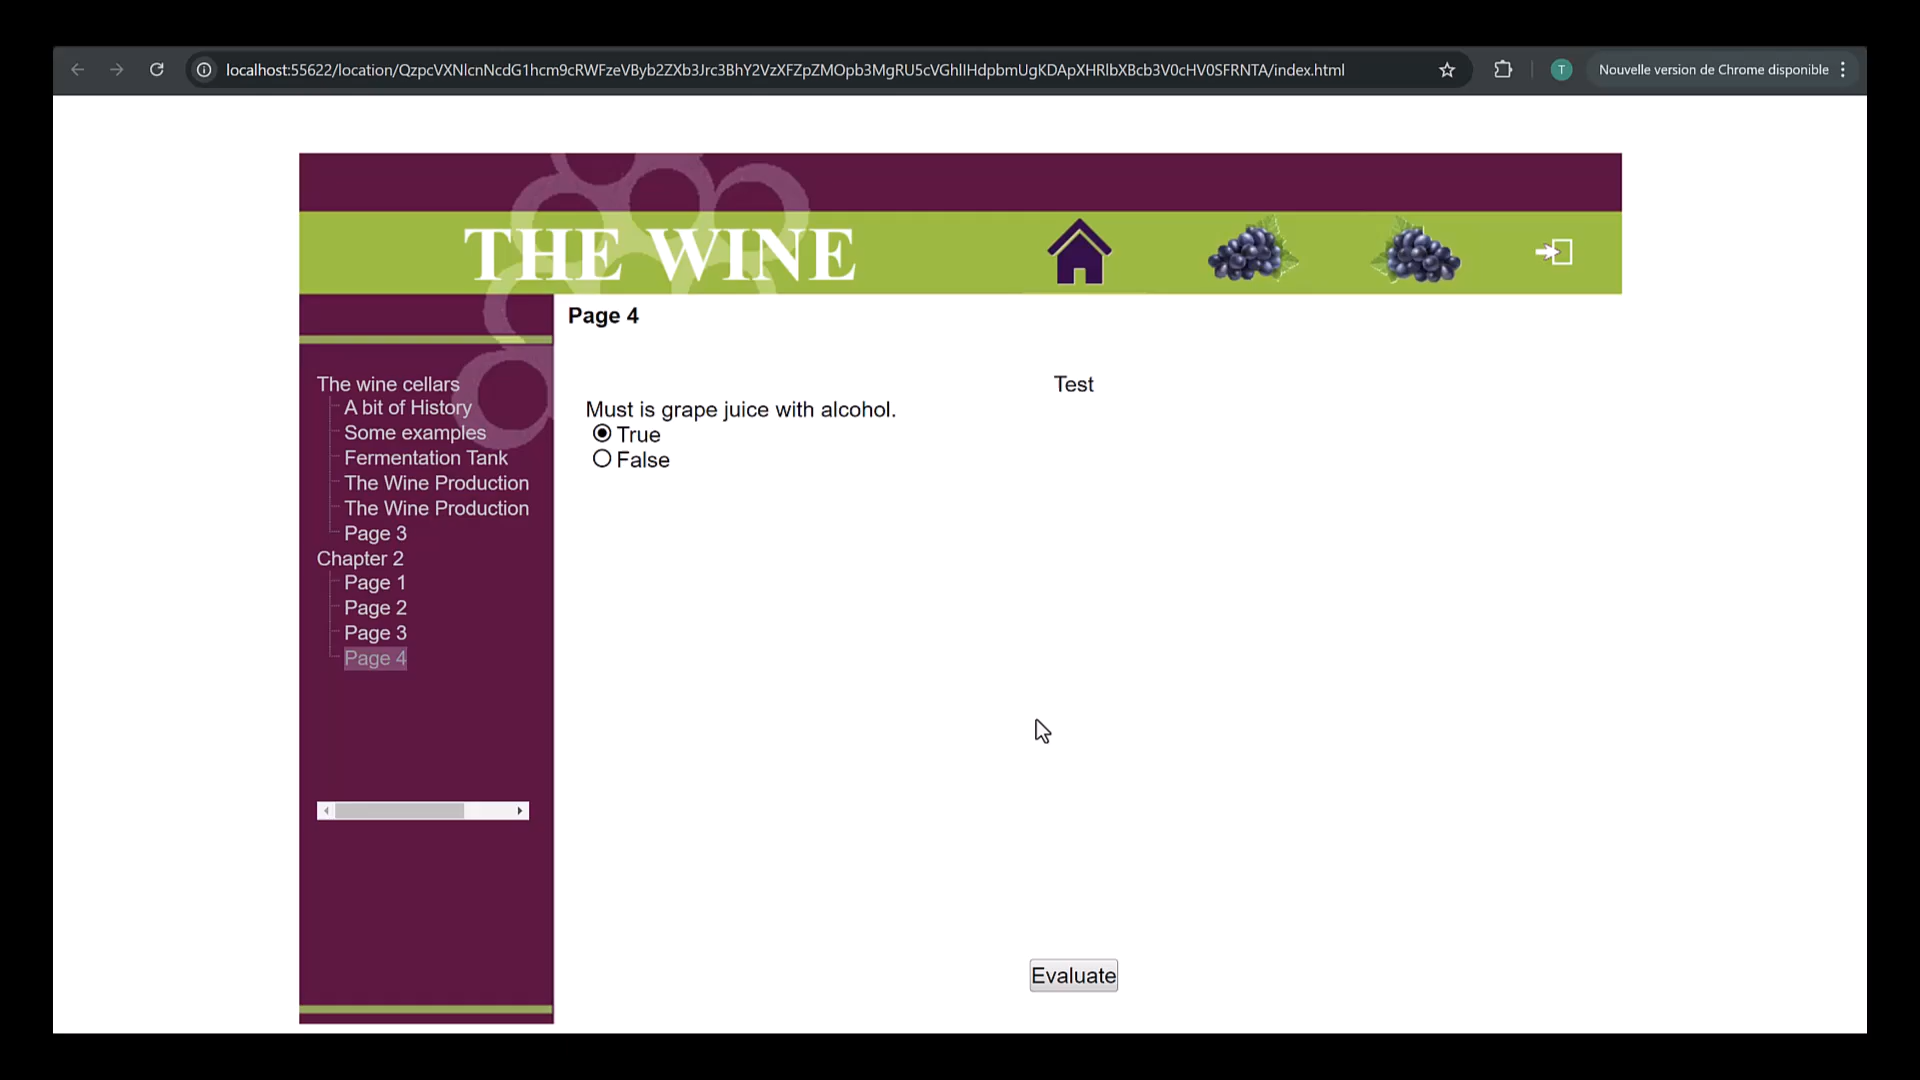 localhost:55622/location/QzpcVXNlcnNcdG1hcm9cRWFzeVByb2ZXb3Jrc3BhY2VzXFZpZMOpb3MgRU5cVGhlIHdpbmUgKDApXHRlbXBcb3V0cHV0SFRNTA/index.html
T
Nouvelle version de Chrome disponible
THE WINE
Page 4
The wine cellars
A bit of History
Some examples
Fermentation Tank
The Wine Production
The Wine Production
Page 3
Chapter 2
Page 1
Page 2
Page 3
Page 4
Test
Must is grape juice with alcohol.
True
False
Evaluate